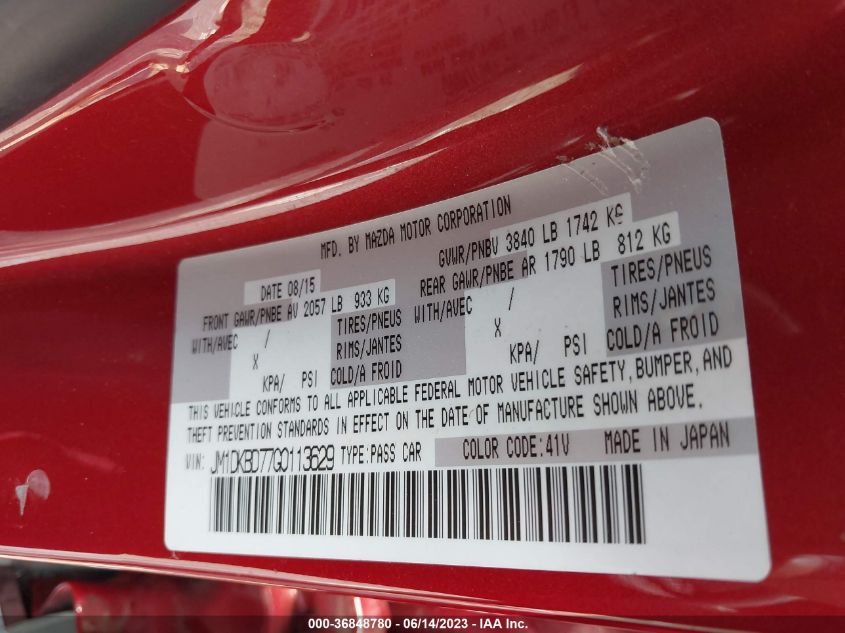 MFD. BY MAZDA MOTOR CORPORATION
DATE 08/15 GVWR/PNBV 3840 LB 1742 KG
FRONT GAWR/PNBE AV 2057 LB 933 KG REAR GAWR/PNBE AR 1790 LB 812 KG
WITH/AVEC / TIRES/PNEUS WITH/AVEC / TIRES/PNEUS
X RIMS/JANTES X RIMS/JANTES
KPA/ PSI COLD/A FROID KPA/ PSI COLD/A FROID
THIS VEHICLE CONFORMS TO ALL APPLICABLE FEDERAL MOTOR VEHICLE SAFETY, BUMPER, AND
THEFT PREVENTION STANDARDS IN EFFECT ON THE DATE OF MANUFACTURE SHOWN ABOVE.
VIN: JM1DKBD77G0113629 TYPE:PASS CAR COLOR CODE:41V MADE IN JAPAN
000-36848780 - 06/14/2023 - IAA Inc.